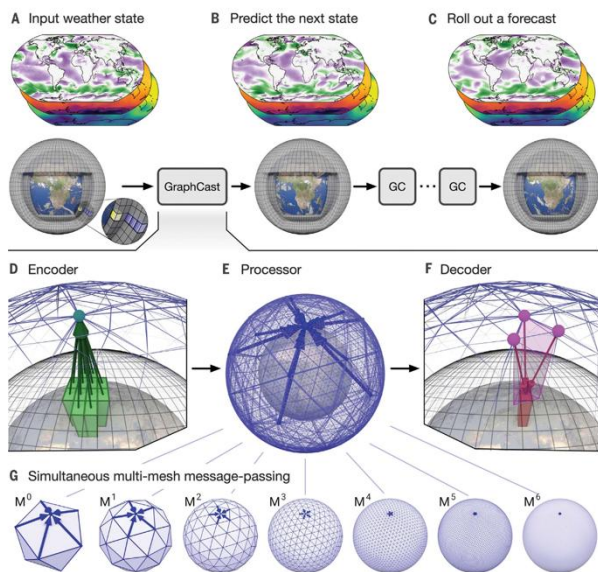 A Input weather state
B Predict the next state
C Roll out a forecast
GraphCast
GC ... GC
D Encoder
E Processor
F Decoder
G Simultaneous multi-mesh message-passing
M0 M1 M2 M3 M4 M5 M6